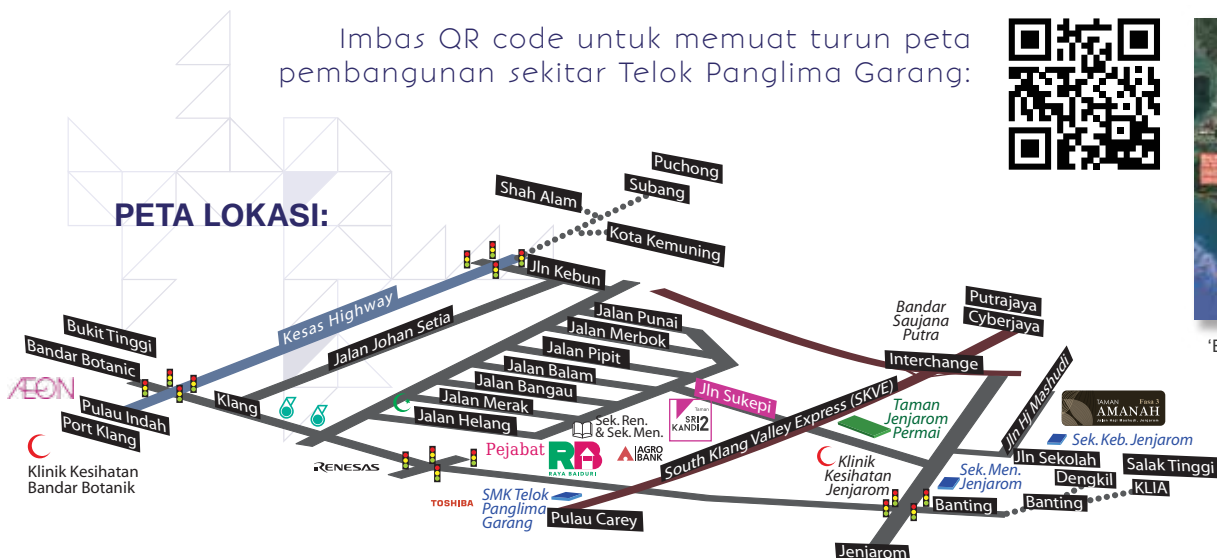 Imbas QR code untuk memuat turun peta
pembangunan sekitar Telok Panglima Garang:
PETA LOKASI:
Puchong
Subang
Shah Alam
Kota Kemuning
Jln Kebun
Kesas Highway
Jalan Johan Setia
Bukit Tinggi
Bandar Botanic
AEON
Pulau Indah
Port Klang
Klang
Klinik Kesihatan
Bandar Botanik
Jalan Punai
Jalan Merbok
Jalan Pipit
Jalan Balam
Jalan Bangau
Jalan Merak
Jalan Helang
Jln Sukepi
Bandar
Saujana
Putra
Putrajaya
Cyberjaya
Interchange
South Klang Valley Express (SKVE)
Taman
Jenjarom
Permai
Jln Hj Mashudi
TAMAN Fasa 3
AMANAH
Sek. Keb. Jenjarom
Jln Sekolah
Sek. Men.
Jenjarom
Salak Tinggi
Dengkil
KLIA
Banting
Banting
Klinik
Kesihatan
Jenjarom
Jenjarom
Sek. Ren.
& Sek. Men.
Taman
SRI
KANDI 2
Pejabat
RB
RAYA BAIDURI
AGRO
BANK
RENESAS
TOSHIBA
SMK Telok
Panglima
Garang
Pulau Carey